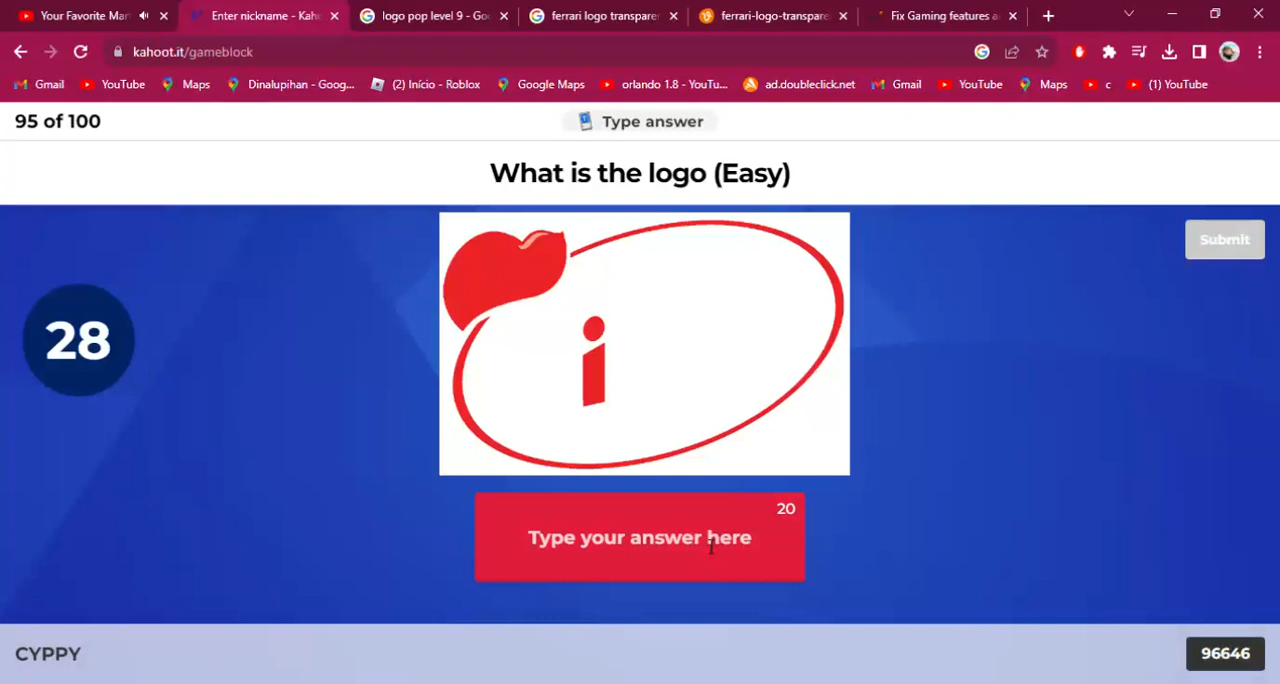 Your Favorite Mar
Enter nickname - Kah
logo pop level 9 - Goo
ferrari logo transparen
ferrari-logo-transpare
Fix Gaming features a
kahoot.it/gameblock
Gmail
YouTube
Maps
Dinalupihan - Goog...
(2) Início - Roblox
Google Maps
orlando 1.8 - YouTu...
ad.doubleclick.net
Gmail
YouTube
Maps
c
(1) YouTube
95 of 100
Type answer
What is the logo (Easy)
Submit
28
i
20
Type your answer here
CYPPY
96646